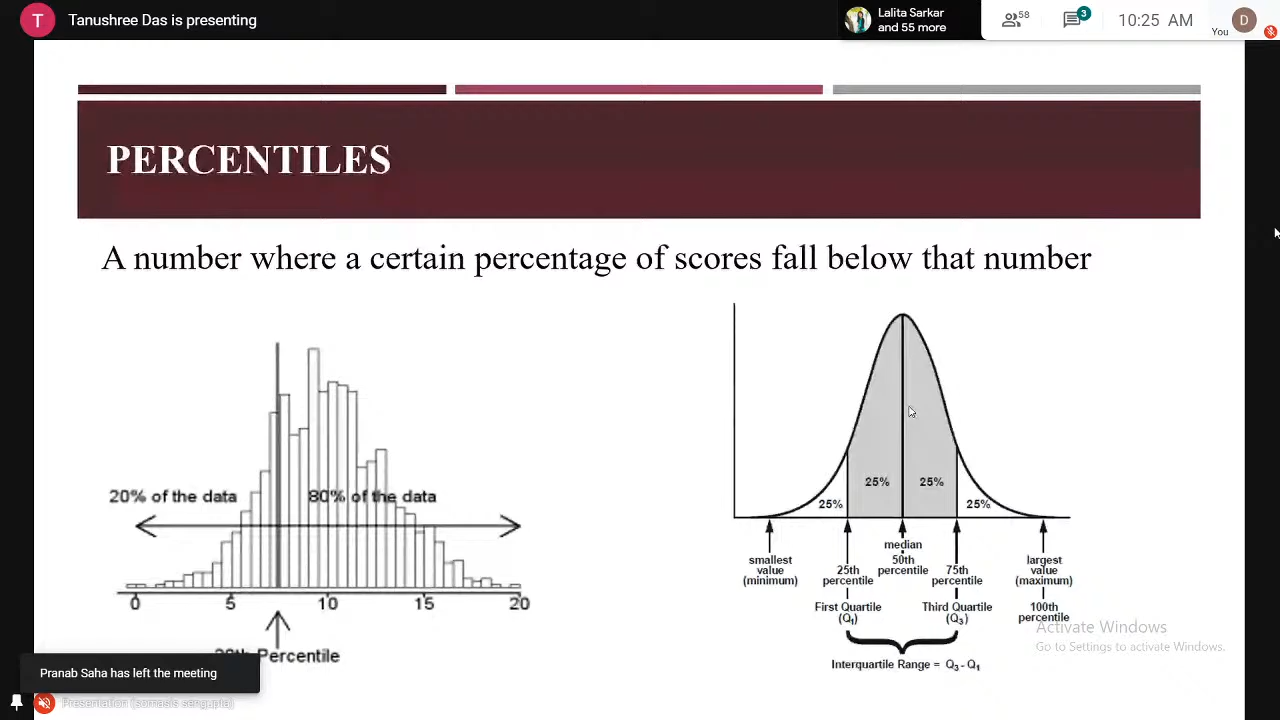 T Tanushree Das is presenting
Lalita Sarkar
and 55 more
58
3
10:25 AM
You
D
PERCENTILES
A number where a certain percentage of scores fall below that number
20% of the data
80% of the data
0 5 10 15 20
Percentile
25% 25% 25% 25%
smallest
value
(minimum)
25th
percentile
First Quartile
(Q1)
median
50th
percentile
75th
percentile
Third Quartile
(Q3)
largest
value
(maximum)
100th
percentile
Interquartile Range = Q3 - Q1
Activate Windows
Go to Settings to activate Windows.
Pranab Saha has left the meeting
Presentation (somasis sengupta)